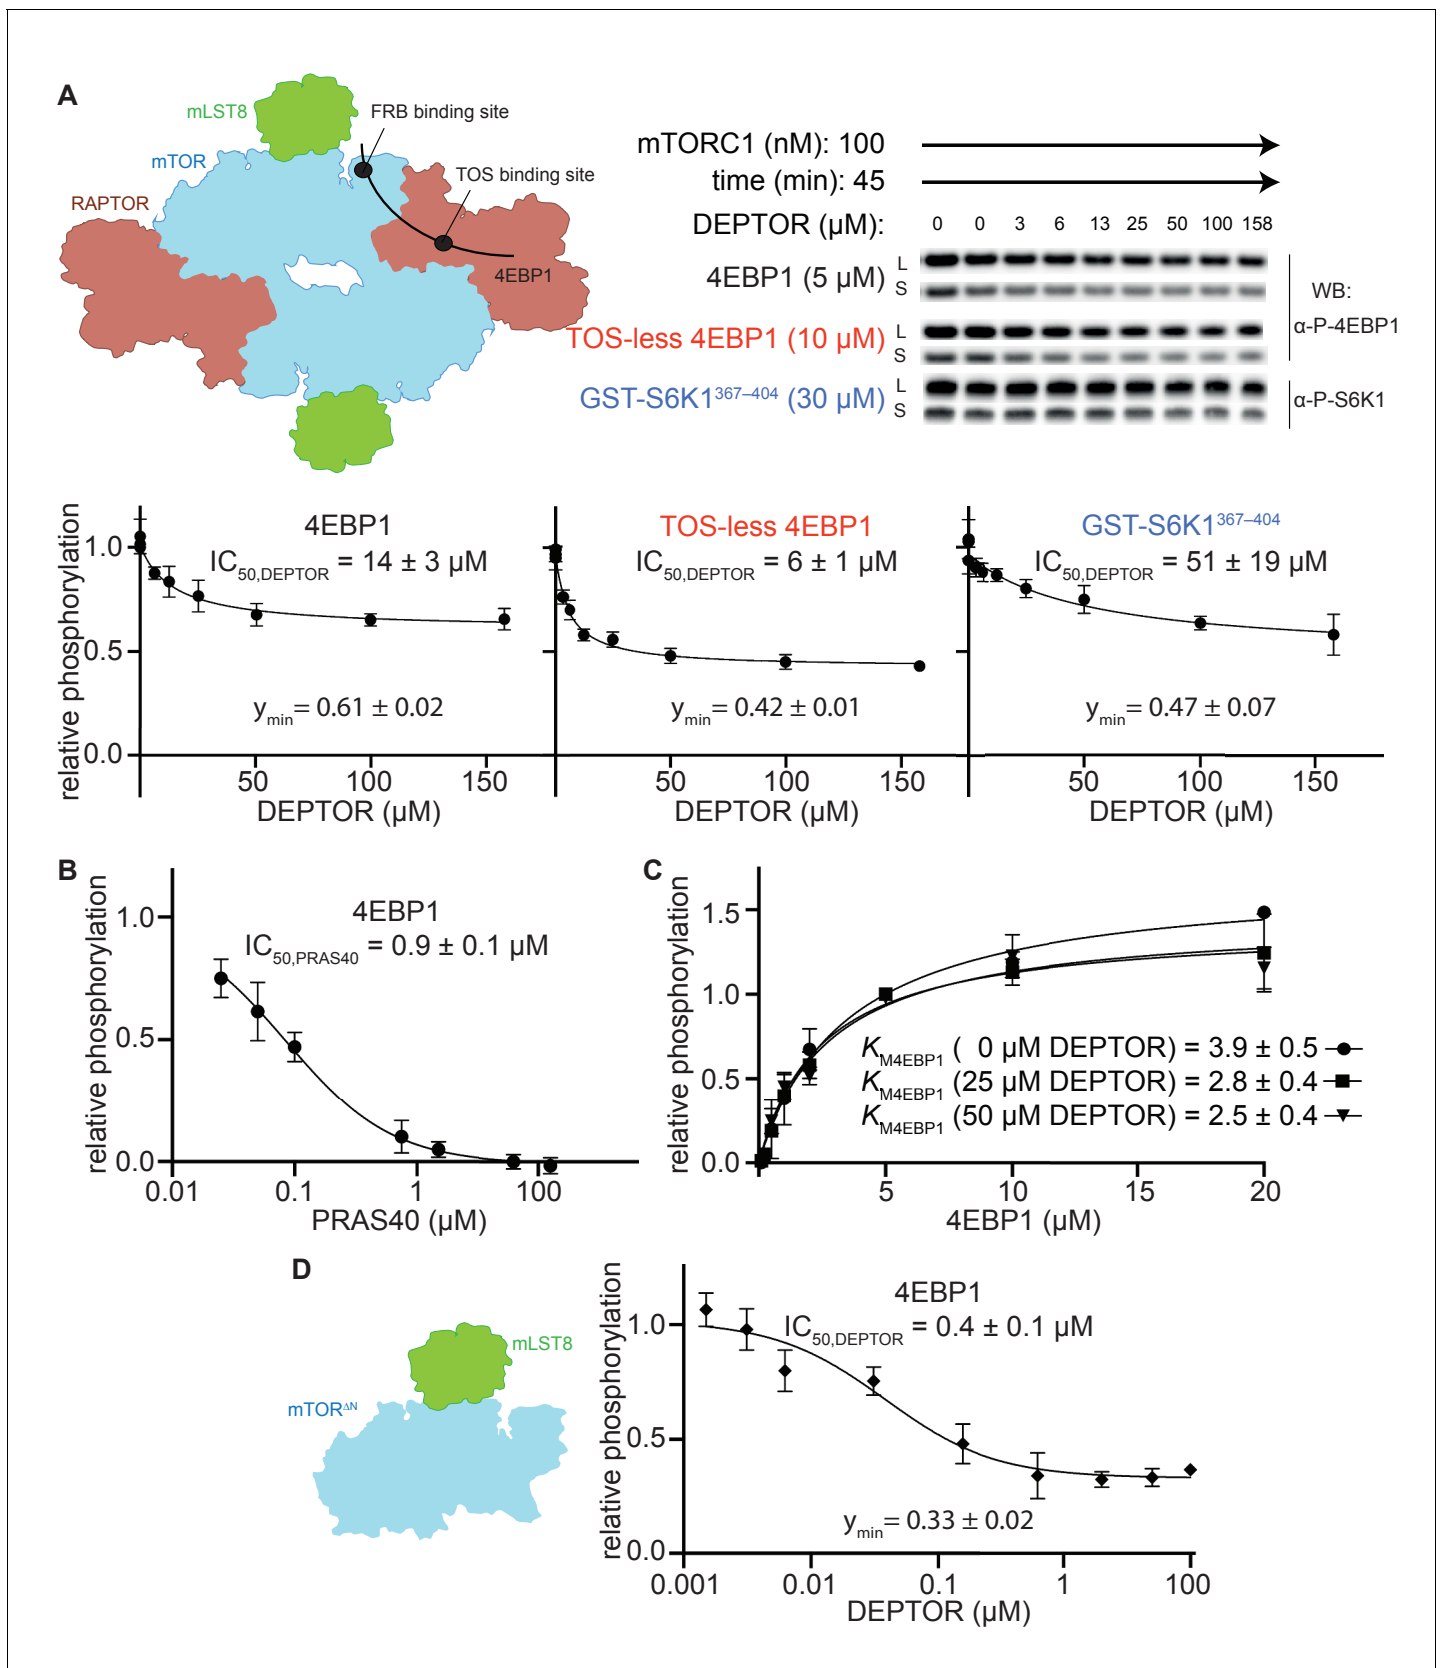 A
mLST8
FRB binding site
mTOR
TOS binding site
RAPTOR
4EBP1
mTORC1 (nM): 100
time (min): 45
DEPTOR (µM): 0 0 3 6 13 25 50 100 158
4EBP1 (5 µM) L S
TOS-less 4EBP1 (10 µM) L S
GST-S6K1³⁶⁷⁻⁴⁰⁴ (30 µM) L S
WB:
α-P-4EBP1
α-P-S6K1
relative phosphorylation
1.0
0.5
0.0
4EBP1
IC50,DEPTOR = 14 ± 3 µM
ymin = 0.61 ± 0.02
50 100 150
DEPTOR (µM)
TOS-less 4EBP1
IC50,DEPTOR = 6 ± 1 µM
ymin = 0.42 ± 0.01
50 100 150
DEPTOR (µM)
GST-S6K1³⁶⁷⁻⁴⁰⁴
IC50,DEPTOR = 51 ± 19 µM
ymin = 0.47 ± 0.07
50 100 150
DEPTOR (µM)
B
relative phosphorylation
1.0
0.5
0.0
4EBP1
IC50,PRAS40 = 0.9 ± 0.1 µM
0.01 0.1 1 100
PRAS40 (µM)
C
relative phosphorylation
1.5
1.0
0.5
0.0
KM4EBP1 ( 0 µM DEPTOR) = 3.9 ± 0.5
KM4EBP1 (25 µM DEPTOR) = 2.8 ± 0.4
KM4EBP1 (50 µM DEPTOR) = 2.5 ± 0.4
5 10 15 20
4EBP1 (µM)
D
mLST8
mTORᐃN
relative phosphorylation
1.0
0.5
0.0
4EBP1
IC50,DEPTOR = 0.4 ± 0.1 µM
ymin = 0.33 ± 0.02
0.001 0.01 0.1 1 100
DEPTOR (µM)